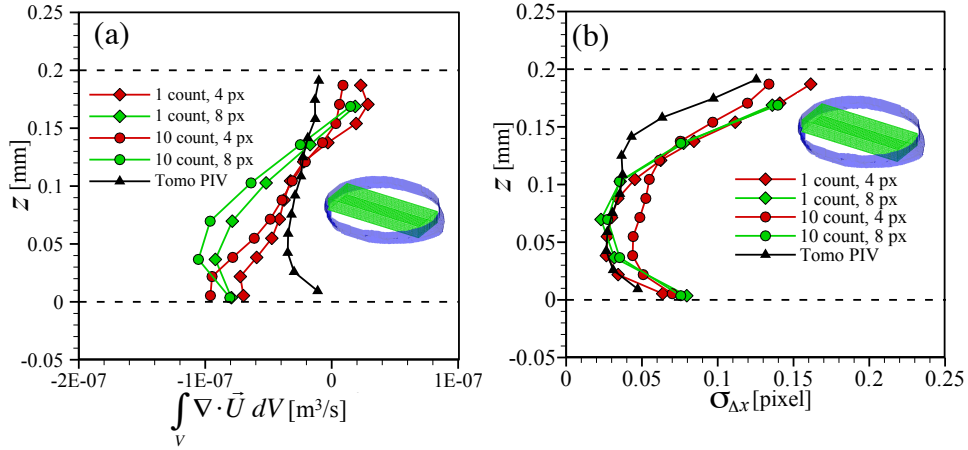 (a)
z [mm]
0.25
0.2
0.15
0.1
0.05
0
-0.05
1 count, 4 px
1 count, 8 px
10 count, 4 px
10 count, 8 px
Tomo PIV
-2E-07 -1E-07 0 1E-07
∫_V ∇·U⃗ dV [m³/s]
(b)
z [mm]
0.25
0.2
0.15
0.1
0.05
0
-0.05
1 count, 4 px
1 count, 8 px
10 count, 4 px
10 count, 8 px
Tomo PIV
0 0.05 0.1 0.15 0.2 0.25
σ_Δx [pixel]